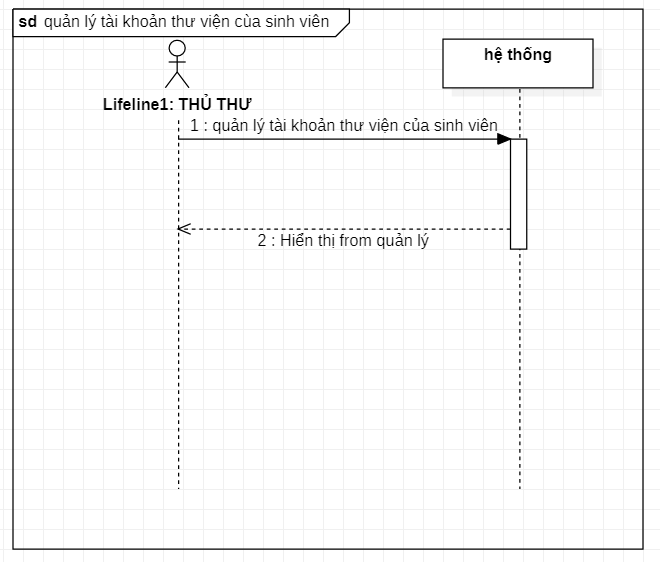 sd quản lý tài khoản thư viện của sinh viên
hệ thống
Lifeline1: THỦ THƯ
1 : quản lý tài khoản thư viện của sinh viên
2 : Hiển thị from quản lý